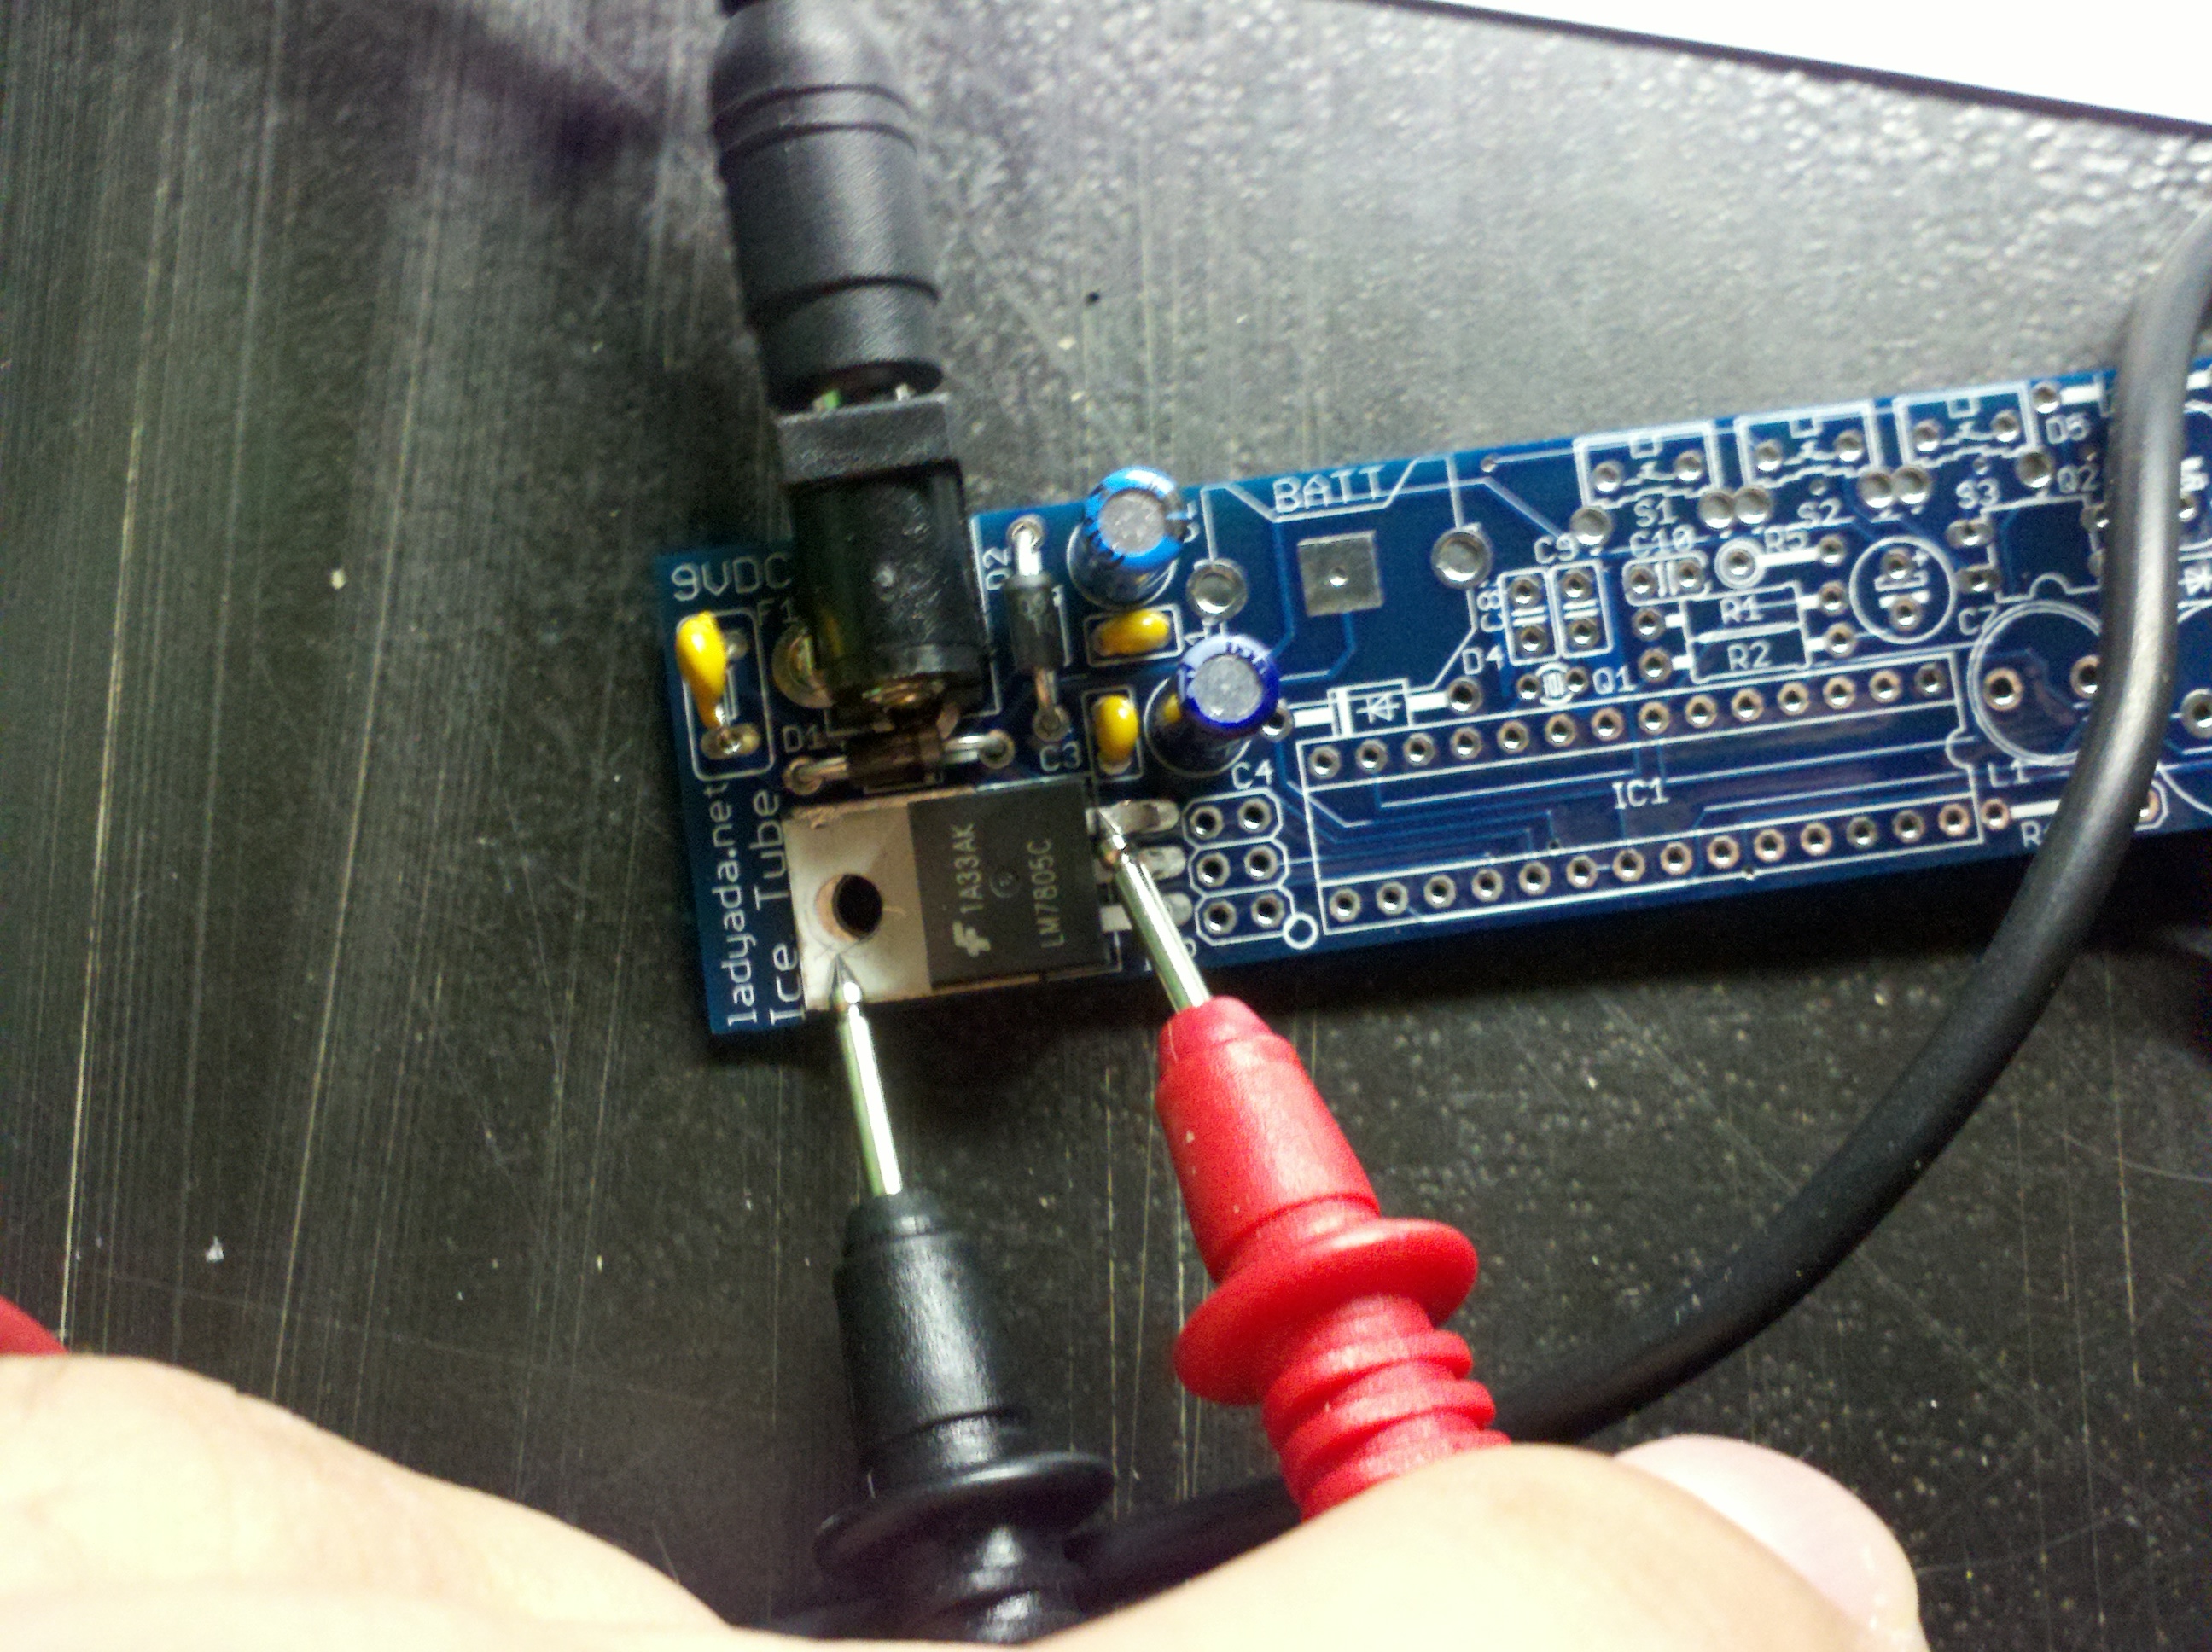 ladyada.net
Ice Tube
9VDC
F1
D1
1A33AK
LM7805C
D2
C3
C4
BATT
D4
C8
C9
Q1
IC1
C10
S1
R2
R1
R5
S2
C7
S3
L1
R
Q2
D5